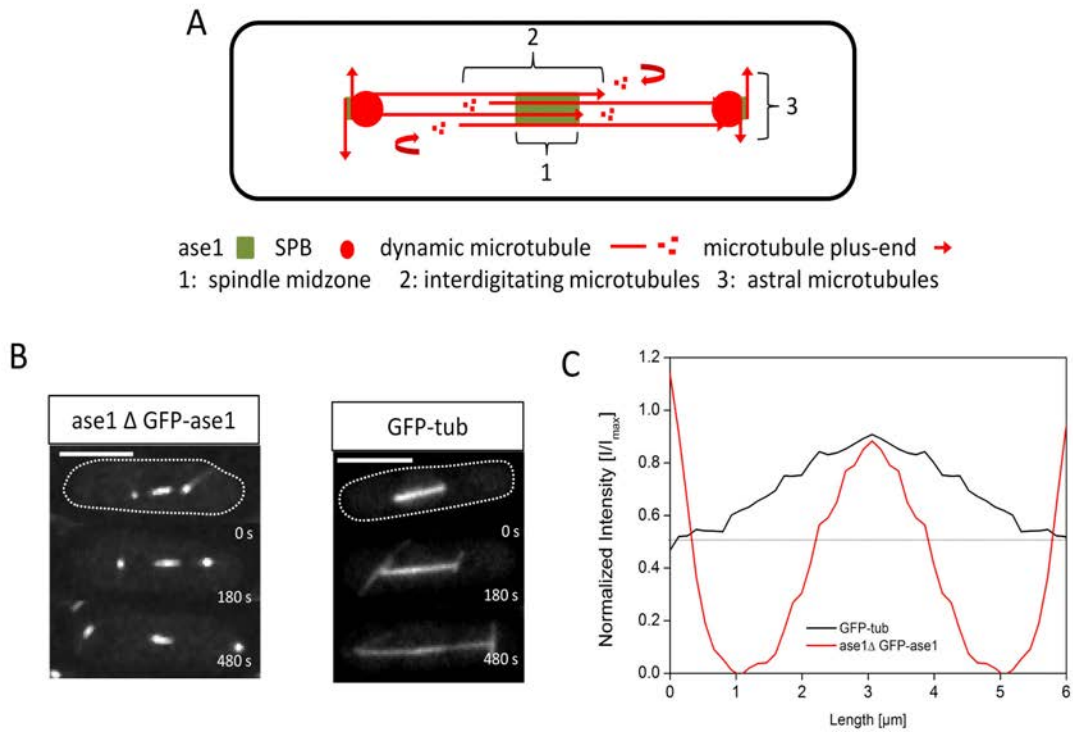 A
2
3
1
ase1 SPB dynamic microtubule microtubule plus-end
1: spindle midzone 2: interdigitating microtubules 3: astral microtubules
B
ase1 Δ GFP-ase1
GFP-tub
0 s
180 s
480 s
0 s
180 s
480 s
C
Normalized Intensity [I/Imax]
1.2
1.0
0.8
0.6
0.4
0.2
0.0
GFP-tub
ase1Δ GFP-ase1
0 1 2 3 4 5 6
Length [µm]